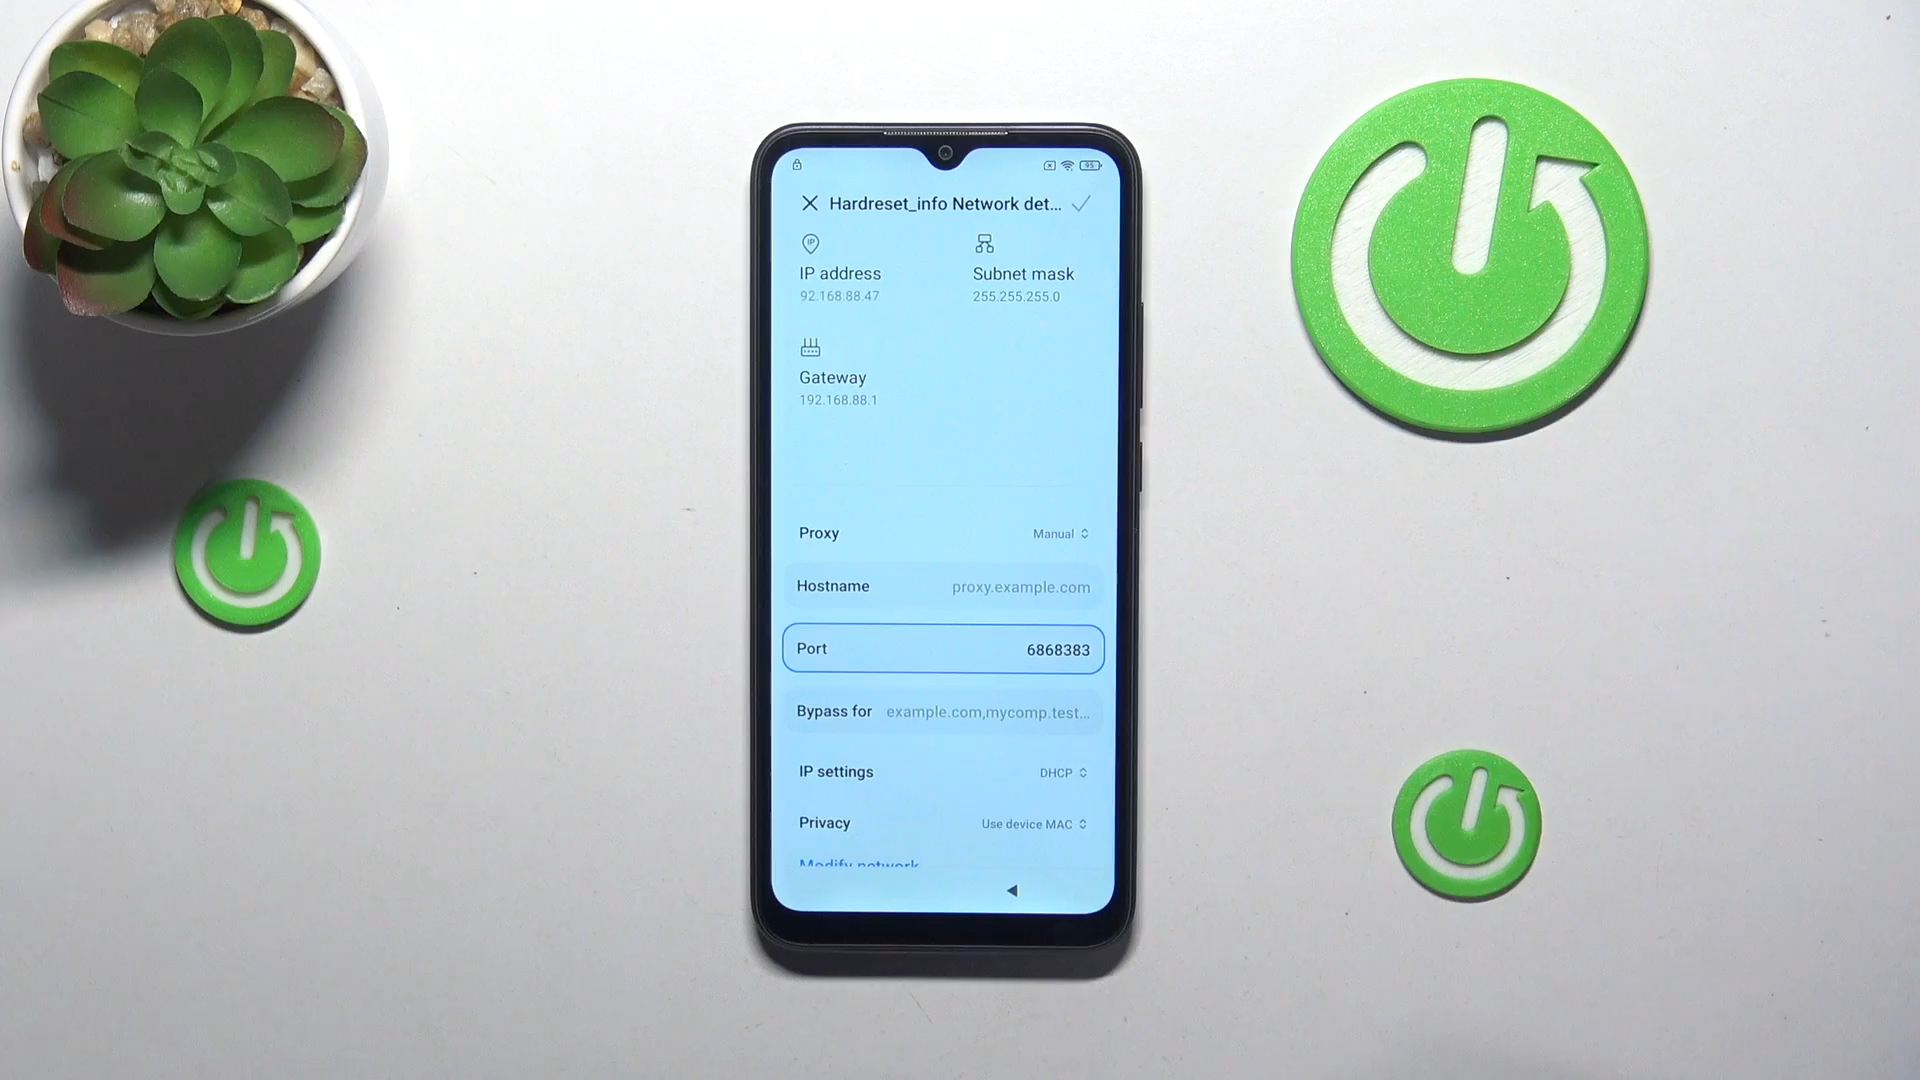 95
Hardreset_info Network det...
IP
IP address
Subnet mask
92.168.88.47
255.255.255.0
Gateway
192.168.88.1
Proxy
Manual
Hostname
proxy.example.com
Port
6868383
Bypass for
example.com,mycomp.test...
IP settings
DHCP
Privacy
Use device MAC
Modify network